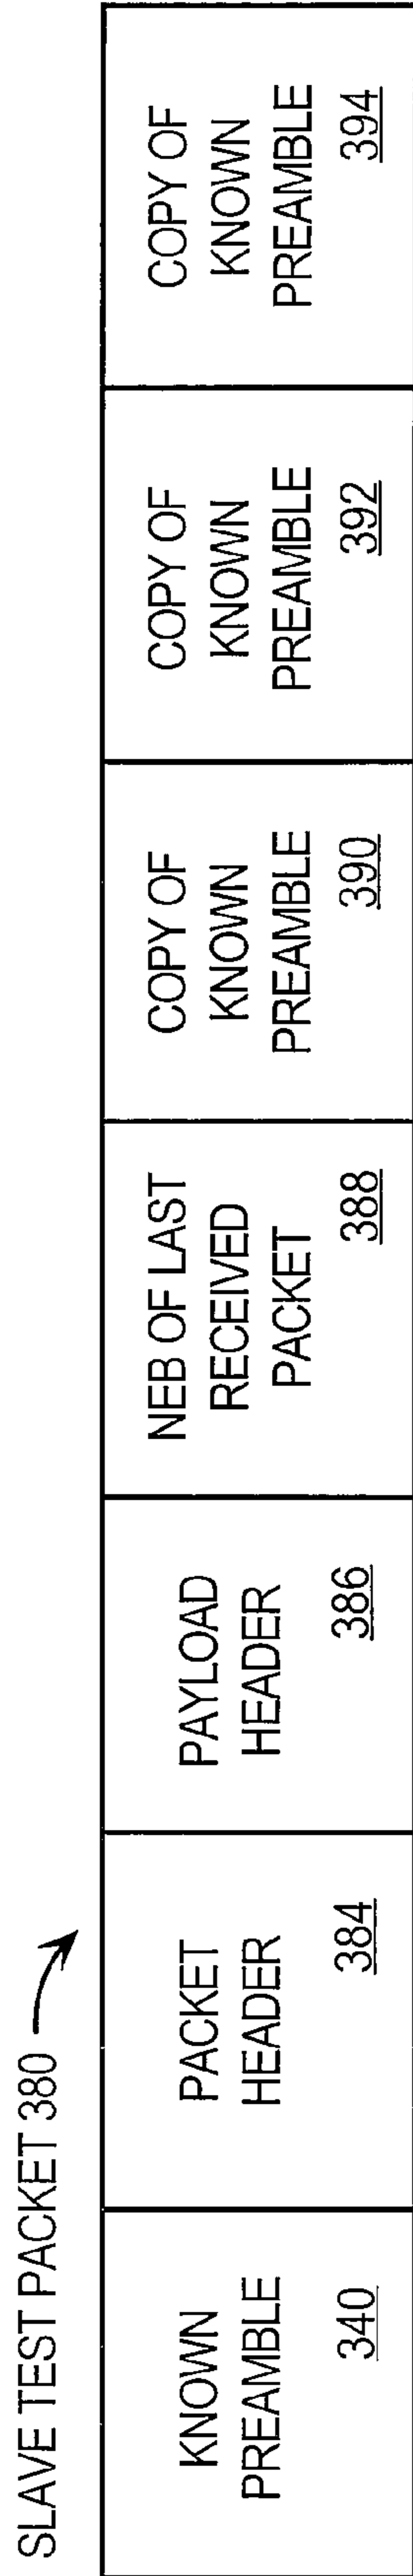 SLAVE TEST PACKET 380
KNOWN
PREAMBLE
340
PACKET
HEADER
384
PAYLOAD
HEADER
386
NEB OF LAST
RECEIVED
PACKET
388
COPY OF
KNOWN
PREAMBLE
390
COPY OF
KNOWN
PREAMBLE
392
COPY OF
KNOWN
PREAMBLE
394